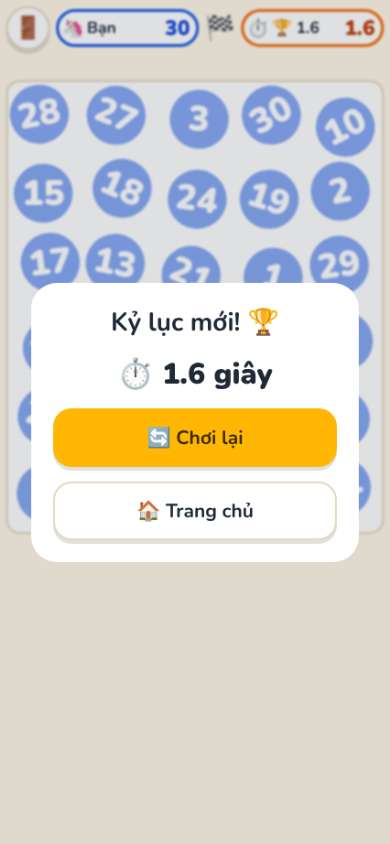 Bạn 30 1.6 1.6
28 27 3 30 10
15 18 24 19 2
17 13 21 1 29
Kỷ lục mới!
1.6 giây
Chơi lại
Trang chủ